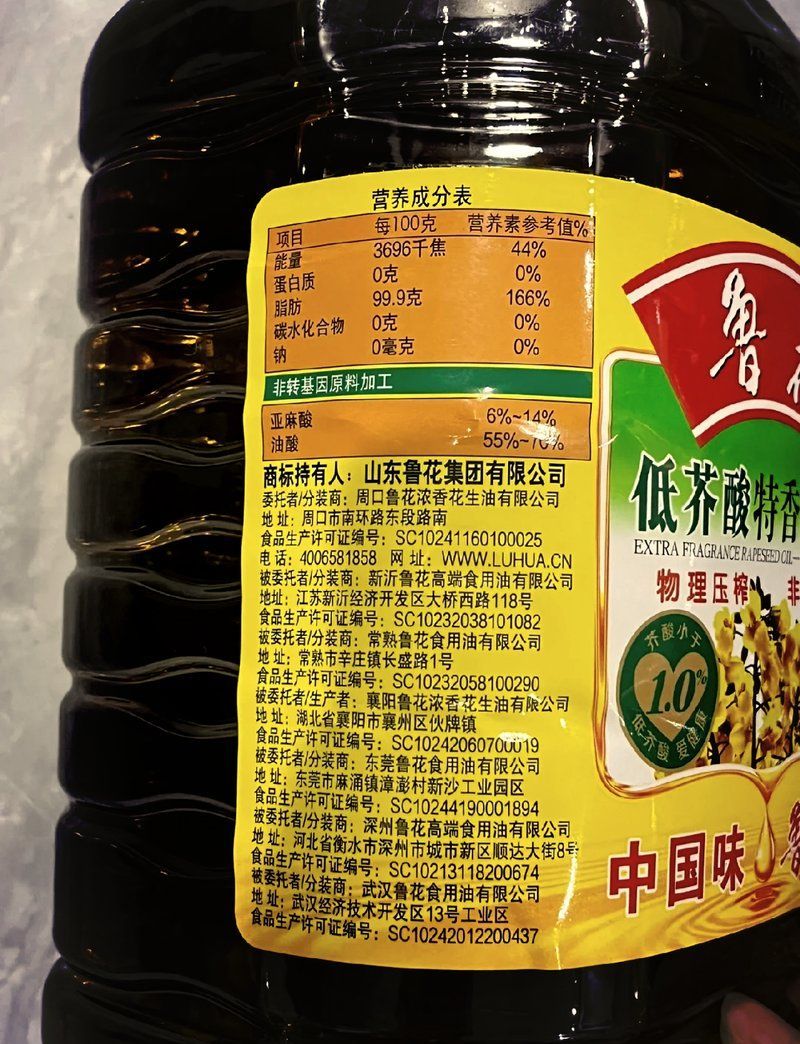 营养成分表
项目 每100克 营养素参考值%
能量 3696千焦 44%
蛋白质 0克 0%
脂肪 99.9克 166%
碳水化合物 0克 0%
钠 0毫克 0%
非转基因原料加工
亚麻酸 6%~14%
油酸 55%~70%
商标持有人：山东鲁花集团有限公司
委托者/分装商：周口鲁花浓香花生油有限公司
地址：周口市南环路东段路南
食品生产许可证编号：SC10241160100025
电话：4006581858 网址：WWW.LUHUA.CN
被委托者/分装商：新沂鲁花高端食用油有限公司
地址：江苏新沂经济开发区大桥西路118号
食品生产许可证编号：SC10232038101082
被委托者/分装商：常熟鲁花食用油有限公司
地址：常熟市辛庄镇长盛路1号
食品生产许可证编号：SC10232058100290
被委托者/生产者：襄阳鲁花浓香花生油有限公司
地址：湖北省襄阳市襄州区伙牌镇
食品生产许可证编号：SC10242060700019
被委托者/分装商：东莞鲁花食用油有限公司
地址：东莞市麻涌镇漳澎村新沙工业园区
食品生产许可证编号：SC10244190001894
被委托者/分装商：深州鲁花高端食用油有限公司
地址：河北省衡水市深州市城市新区顺达大街8号
食品生产许可证编号：SC10213118200674
被委托者/分装商：武汉鲁花食用油有限公司
地址：武汉经济技术开发区13号工业区
食品生产许可证编号：SC10242012200437
鲁
低芥酸特香
EXTRA FRAGRANCE RAPESEED OIL
物理压榨 非
芥酸小于
1.0%
低芥酸 爱健康
中国味